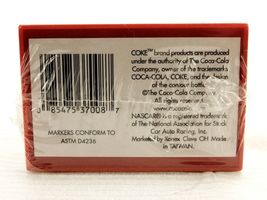 COKE™ brand products are produced
under the authority of The Coca-Cola
Company, owner of the trademarks
COCA-COLA, COKE, and the design
of the contour bottle.
©The Coca-Cola Company
All rights reserved.
NASCAR® is a registered trademark
of The National Association for Stock
Car Auto Racing, Inc.
Marketed by Xonex Cleve OH Made
in TAIWAN.
0 85475 37008 7
MARKERS CONFORM TO
ASTM D4236